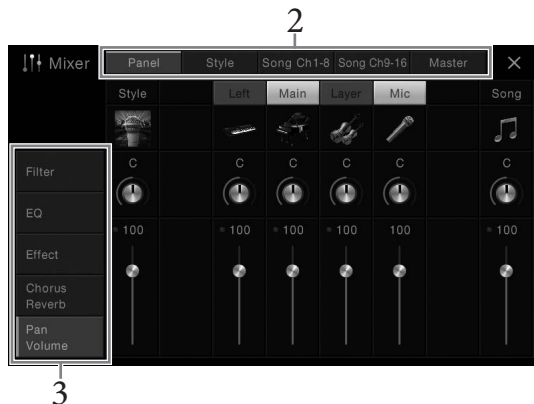 2
Mixer Panel Style Song Ch1-8 Song Ch9-16 Master ×
Style Left Main Layer Mic Song
Filter
EQ
Effect
Chorus
Reverb
Pan
Volume
C C C C C C
100 100 100 100 100 100
3